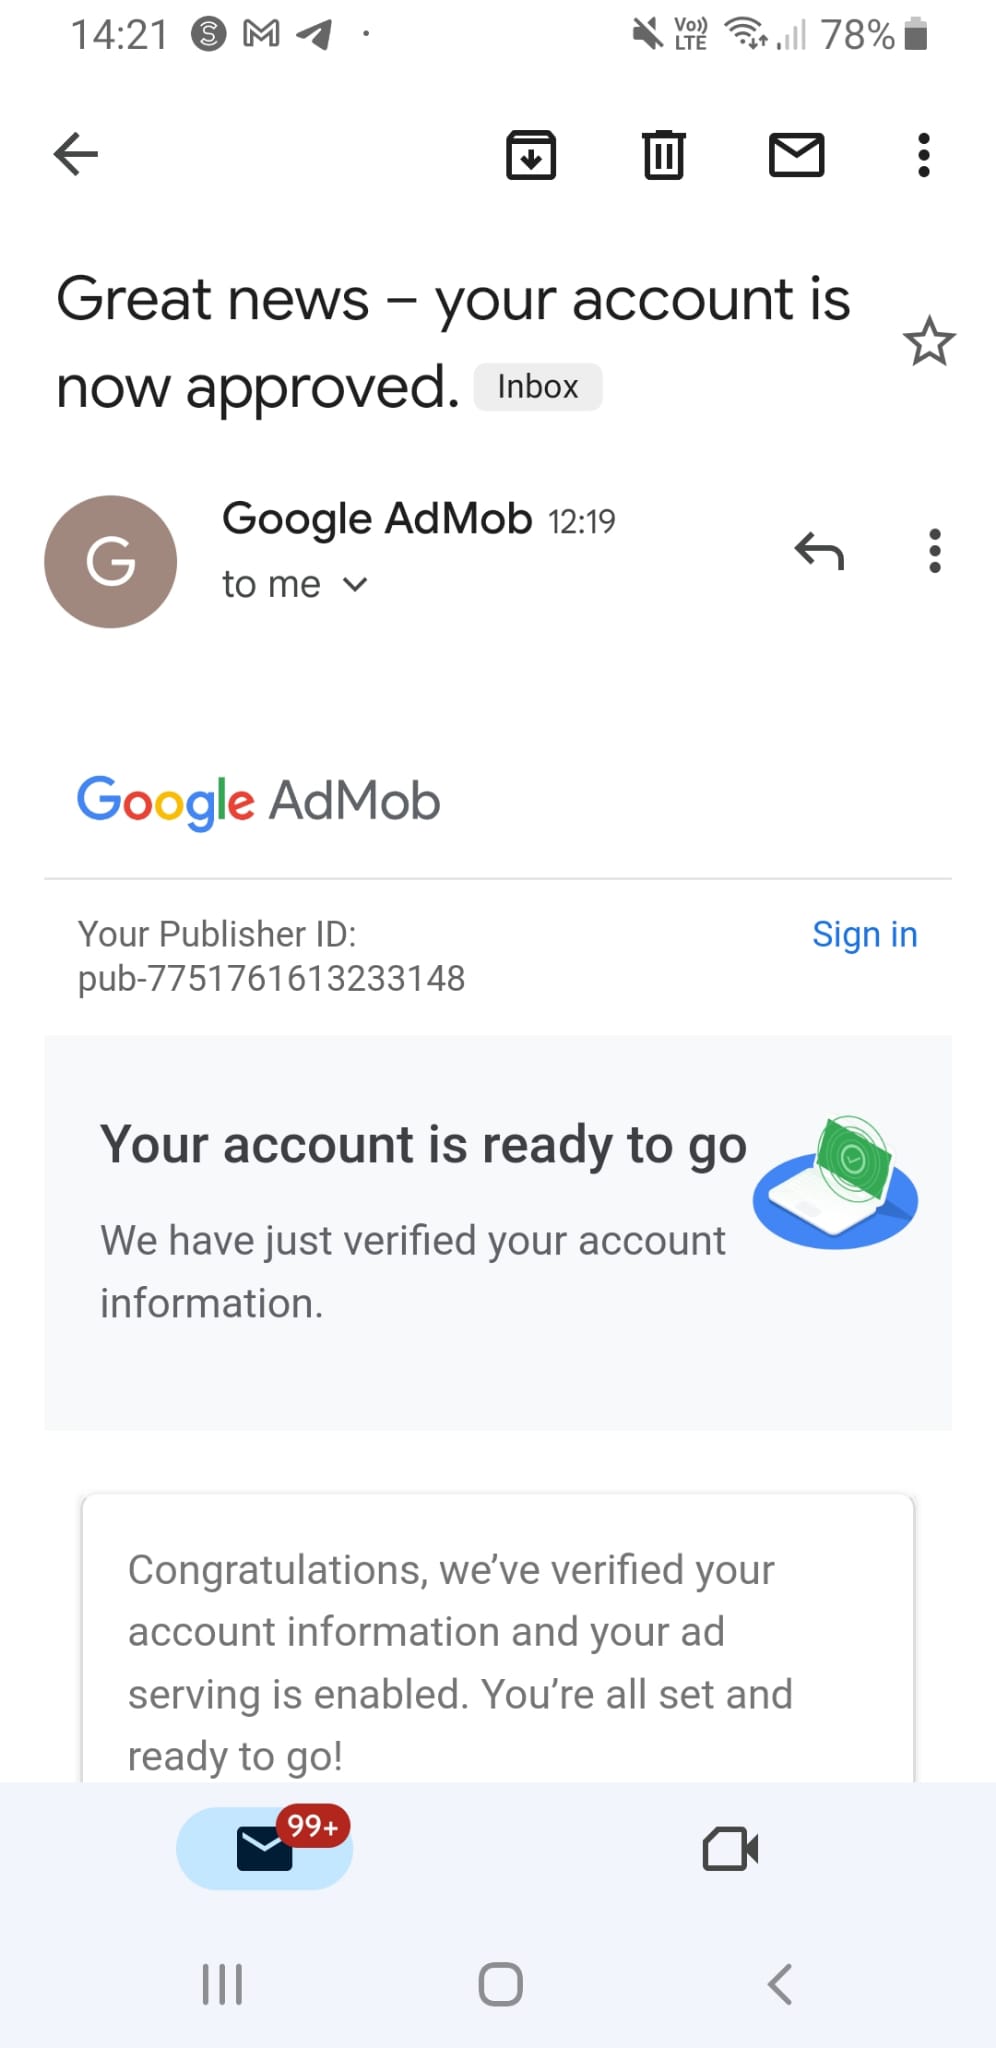 14:21
Vo)) LTE 78%
Great news – your account is
now approved. Inbox
G
Google AdMob 12:19
to me
Google AdMob
Your Publisher ID: Sign in
pub-7751761613233148
Your account is ready to go
We have just verified your account
information.
Congratulations, we’ve verified your
account information and your ad
serving is enabled. You’re all set and
ready to go!
99+